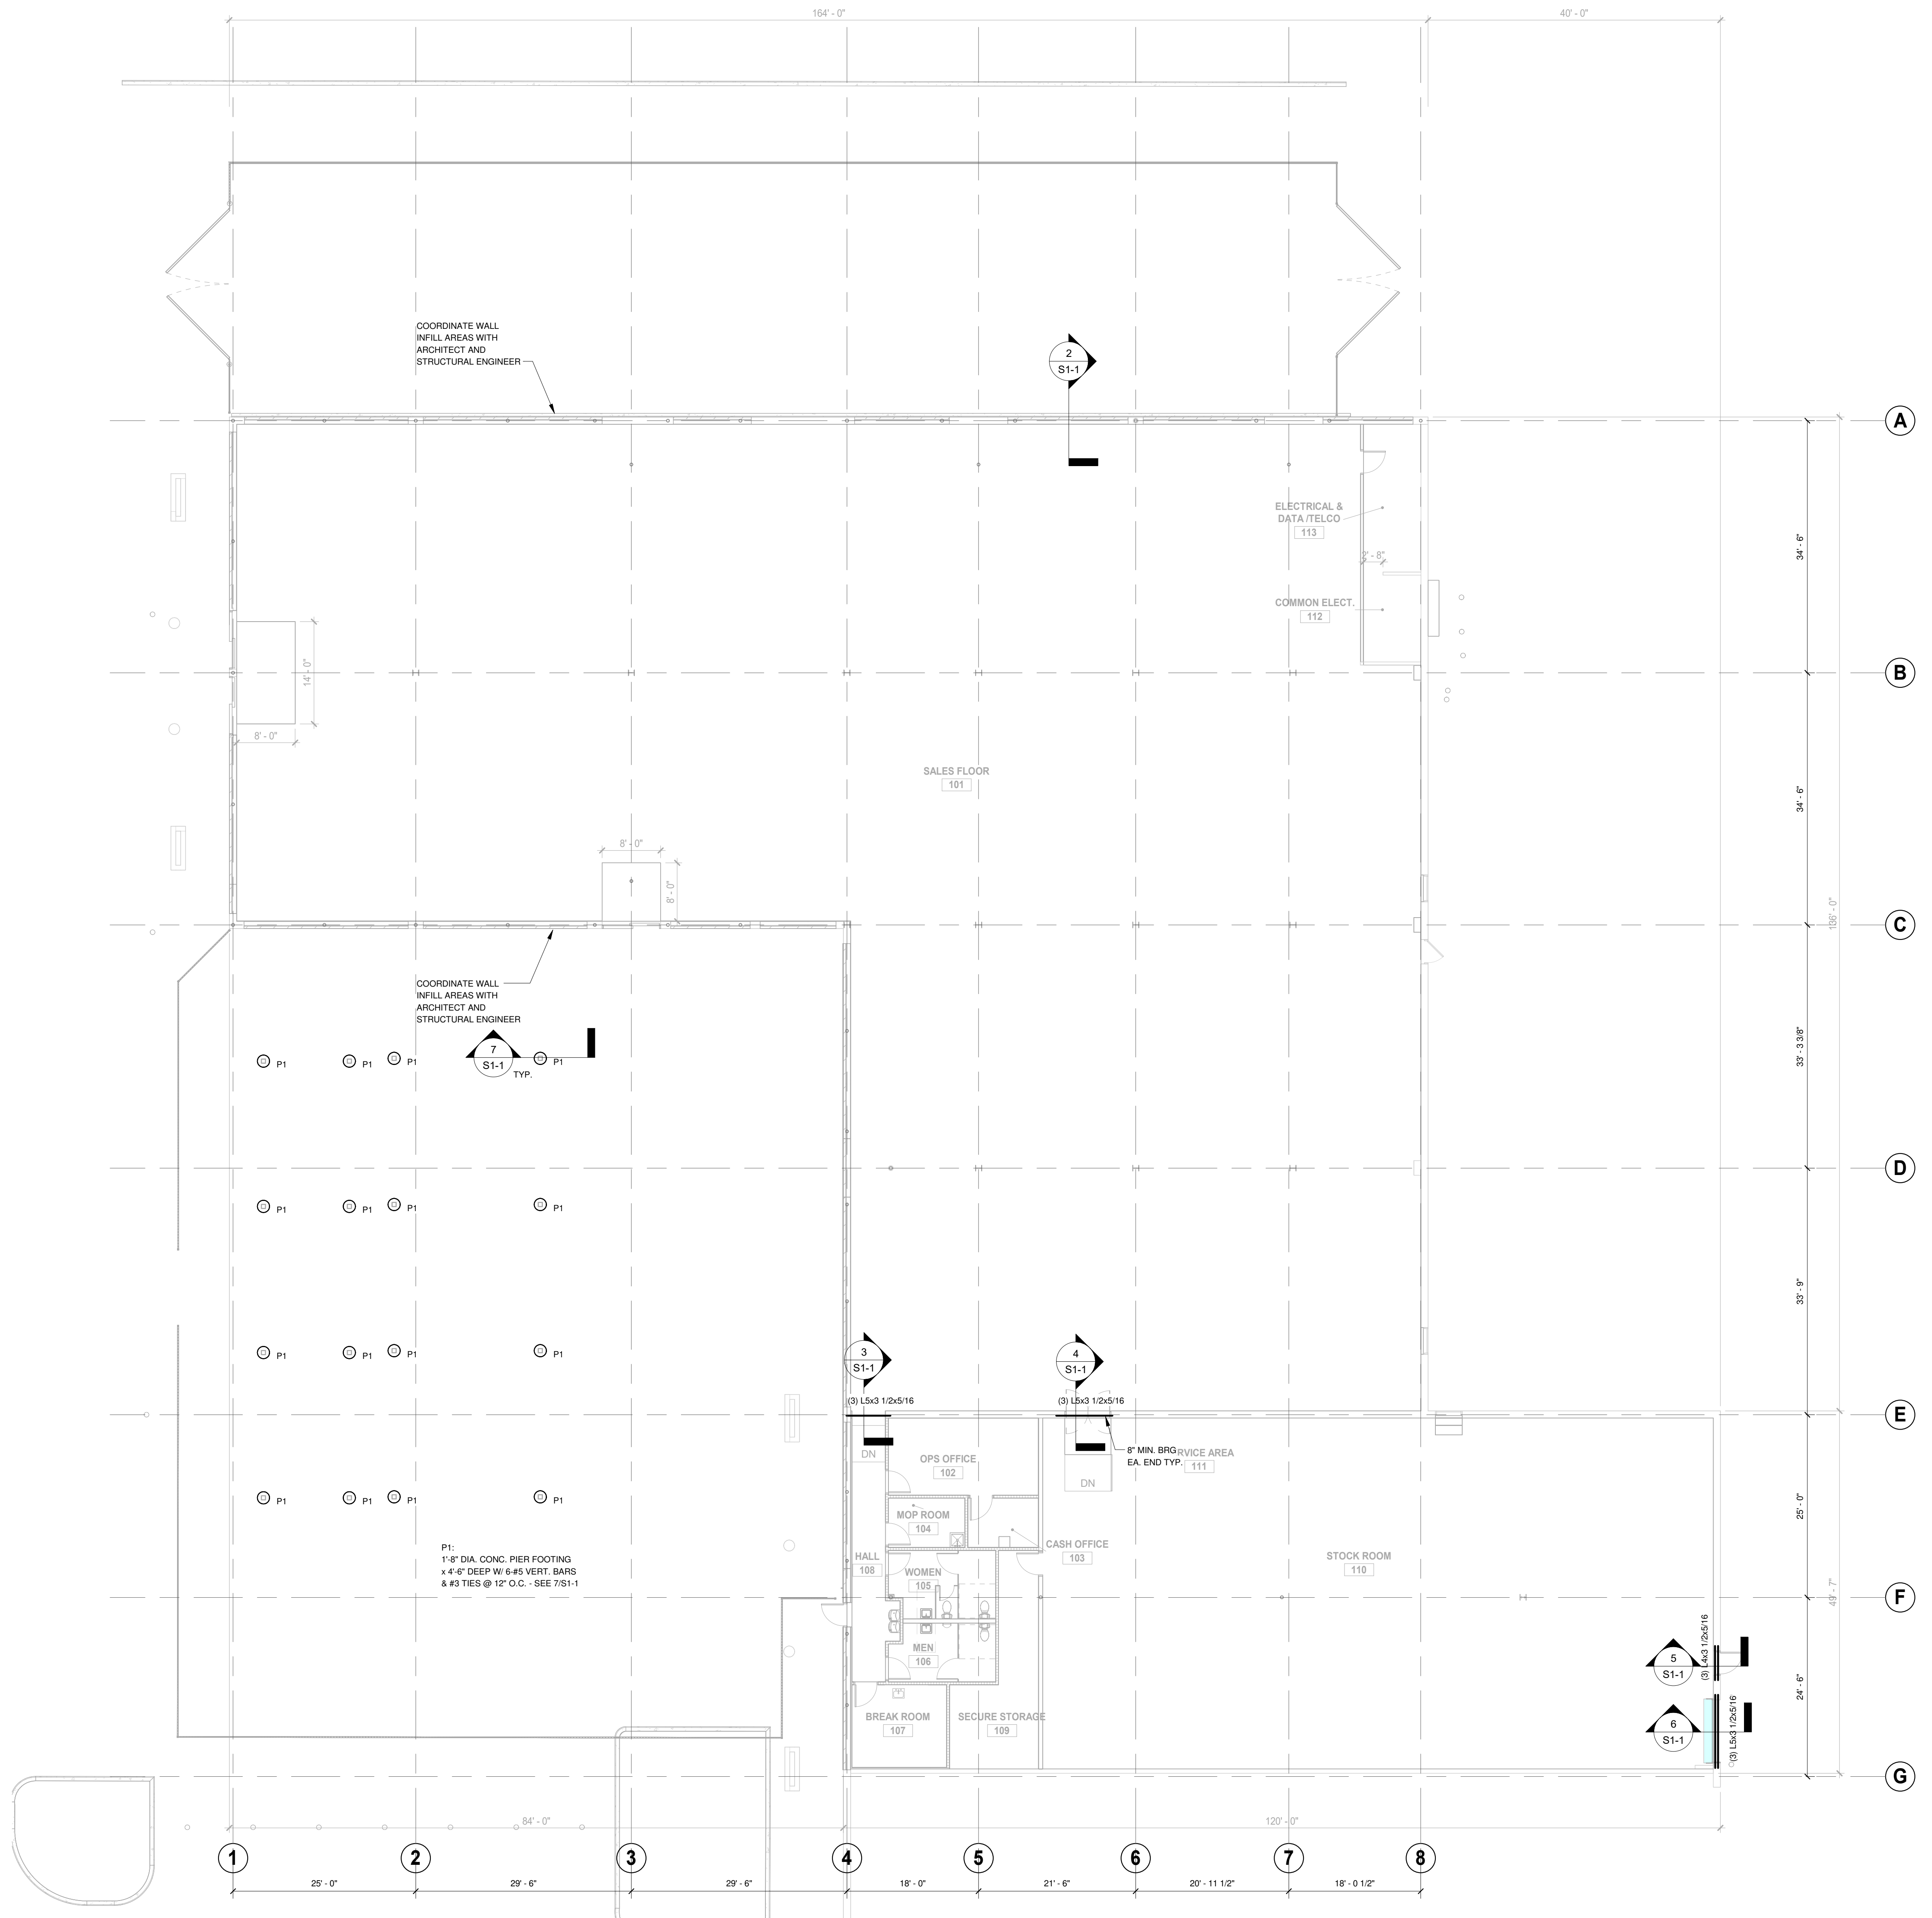 164' - 0"
40' - 0"
COORDINATE WALL
INFILL AREAS WITH
ARCHITECT AND
STRUCTURAL ENGINEER
2
S1-1
A
ELECTRICAL &
DATA /TELCO
113
34' - 6"
2' - 8"
COMMON ELECT.
112
14' - 0"
B
8' - 0"
SALES FLOOR
101
34' - 6"
8' - 0"
8' - 0"
136' - 0"
C
COORDINATE WALL
INFILL AREAS WITH
ARCHITECT AND
STRUCTURAL ENGINEER
7
S1-1
TYP.
P1
P1
P1
P1
33' - 3 3/8"
D
P1
P1
P1
P1
33' - 9"
P1
P1
P1
P1
3
S1-1
4
S1-1
(3) L5x3 1/2x5/16
(3) L5x3 1/2x5/16
E
8" MIN. BRG
EA. END TYP.
RVICE AREA
111
DN
OPS OFFICE
102
DN
P1
P1
P1
P1
25' - 0"
MOP ROOM
104
CASH OFFICE
103
HALL
108
WOMEN
105
STOCK ROOM
110
P1:
1'-8" DIA. CONC. PIER FOOTING
x 4'-6" DEEP W/ 6-#5 VERT. BARS
& #3 TIES @ 12" O.C. - SEE 7/S1-1
49' - 7"
F
MEN
106
5
S1-1
(3) L4x3 1/2x5/16
24' - 6"
BREAK ROOM
107
SECURE STORAGE
109
6
S1-1
(3) L5x3 1/2x5/16
G
84' - 0"
120' - 0"
1
2
3
4
5
6
7
8
25' - 0"
29' - 6"
29' - 6"
18' - 0"
21' - 6"
20' - 11 1/2"
18' - 0 1/2"